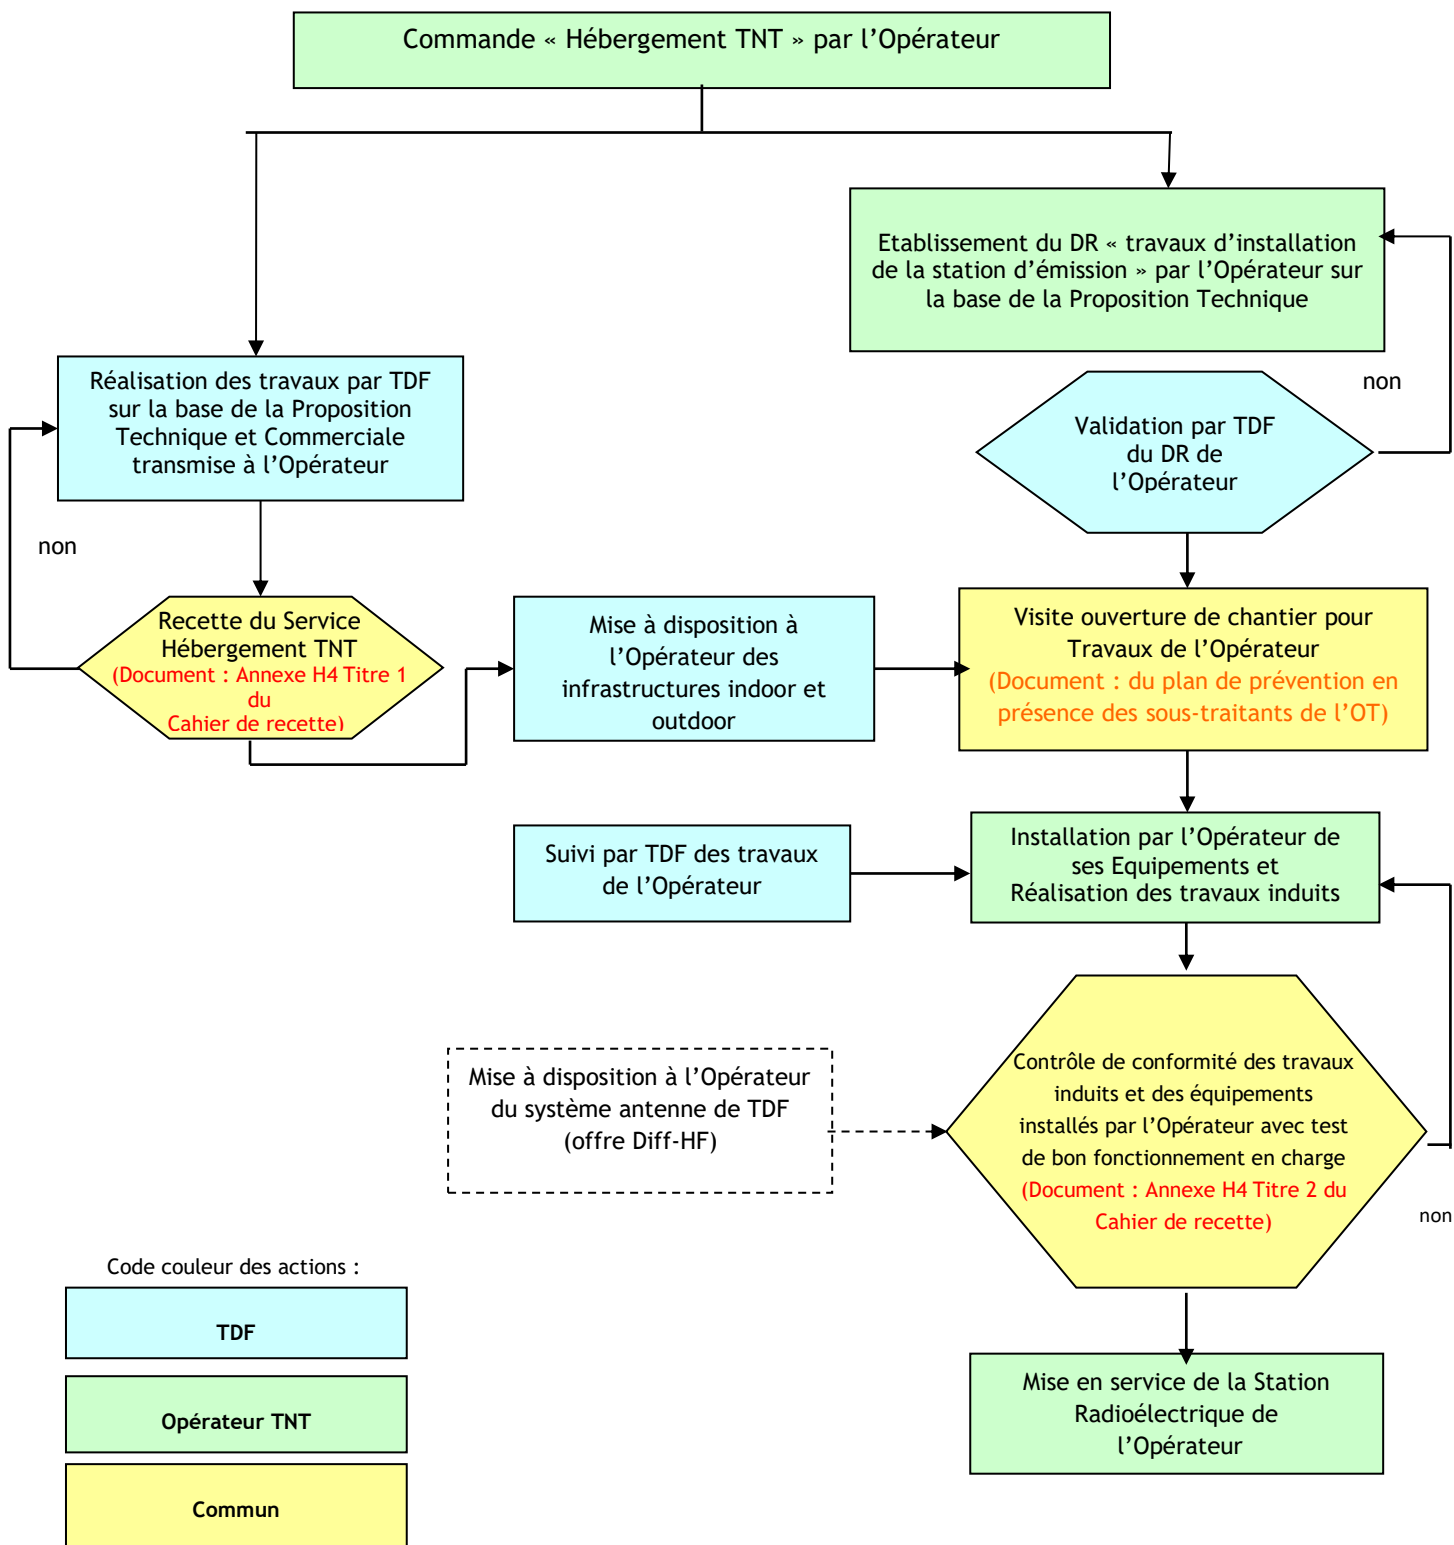 Commande « Hébergement TNT » par l’Opérateur
Etablissement du DR « travaux d’installation
de la station d’émission » par l’Opérateur sur
la base de la Proposition Technique
Réalisation des travaux par TDF
sur la base de la Proposition
Technique et Commerciale
transmise à l’Opérateur
non
Validation par TDF
du DR de
l’Opérateur
non
Recette du Service
Hébergement TNT
(Document : Annexe H4 Titre 1
du
Cahier de recette)
Mise à disposition à
l’Opérateur des
infrastructures indoor et
outdoor
Visite ouverture de chantier pour
Travaux de l’Opérateur
(Document : du plan de prévention en
présence des sous-traitants de l’OT)
Suivi par TDF des travaux
de l’Opérateur
Installation par l’Opérateur de
ses Equipements et
Réalisation des travaux induits
Mise à disposition à l’Opérateur
du système antenne de TDF
(offre Diff-HF)
Contrôle de conformité des travaux
induits et des équipements
installés par l’Opérateur avec test
de bon fonctionnement en charge
(Document : Annexe H4 Titre 2 du
Cahier de recette)
non
Code couleur des actions :
TDF
Opérateur TNT
Commun
Mise en service de la Station
Radioélectrique de
l’Opérateur